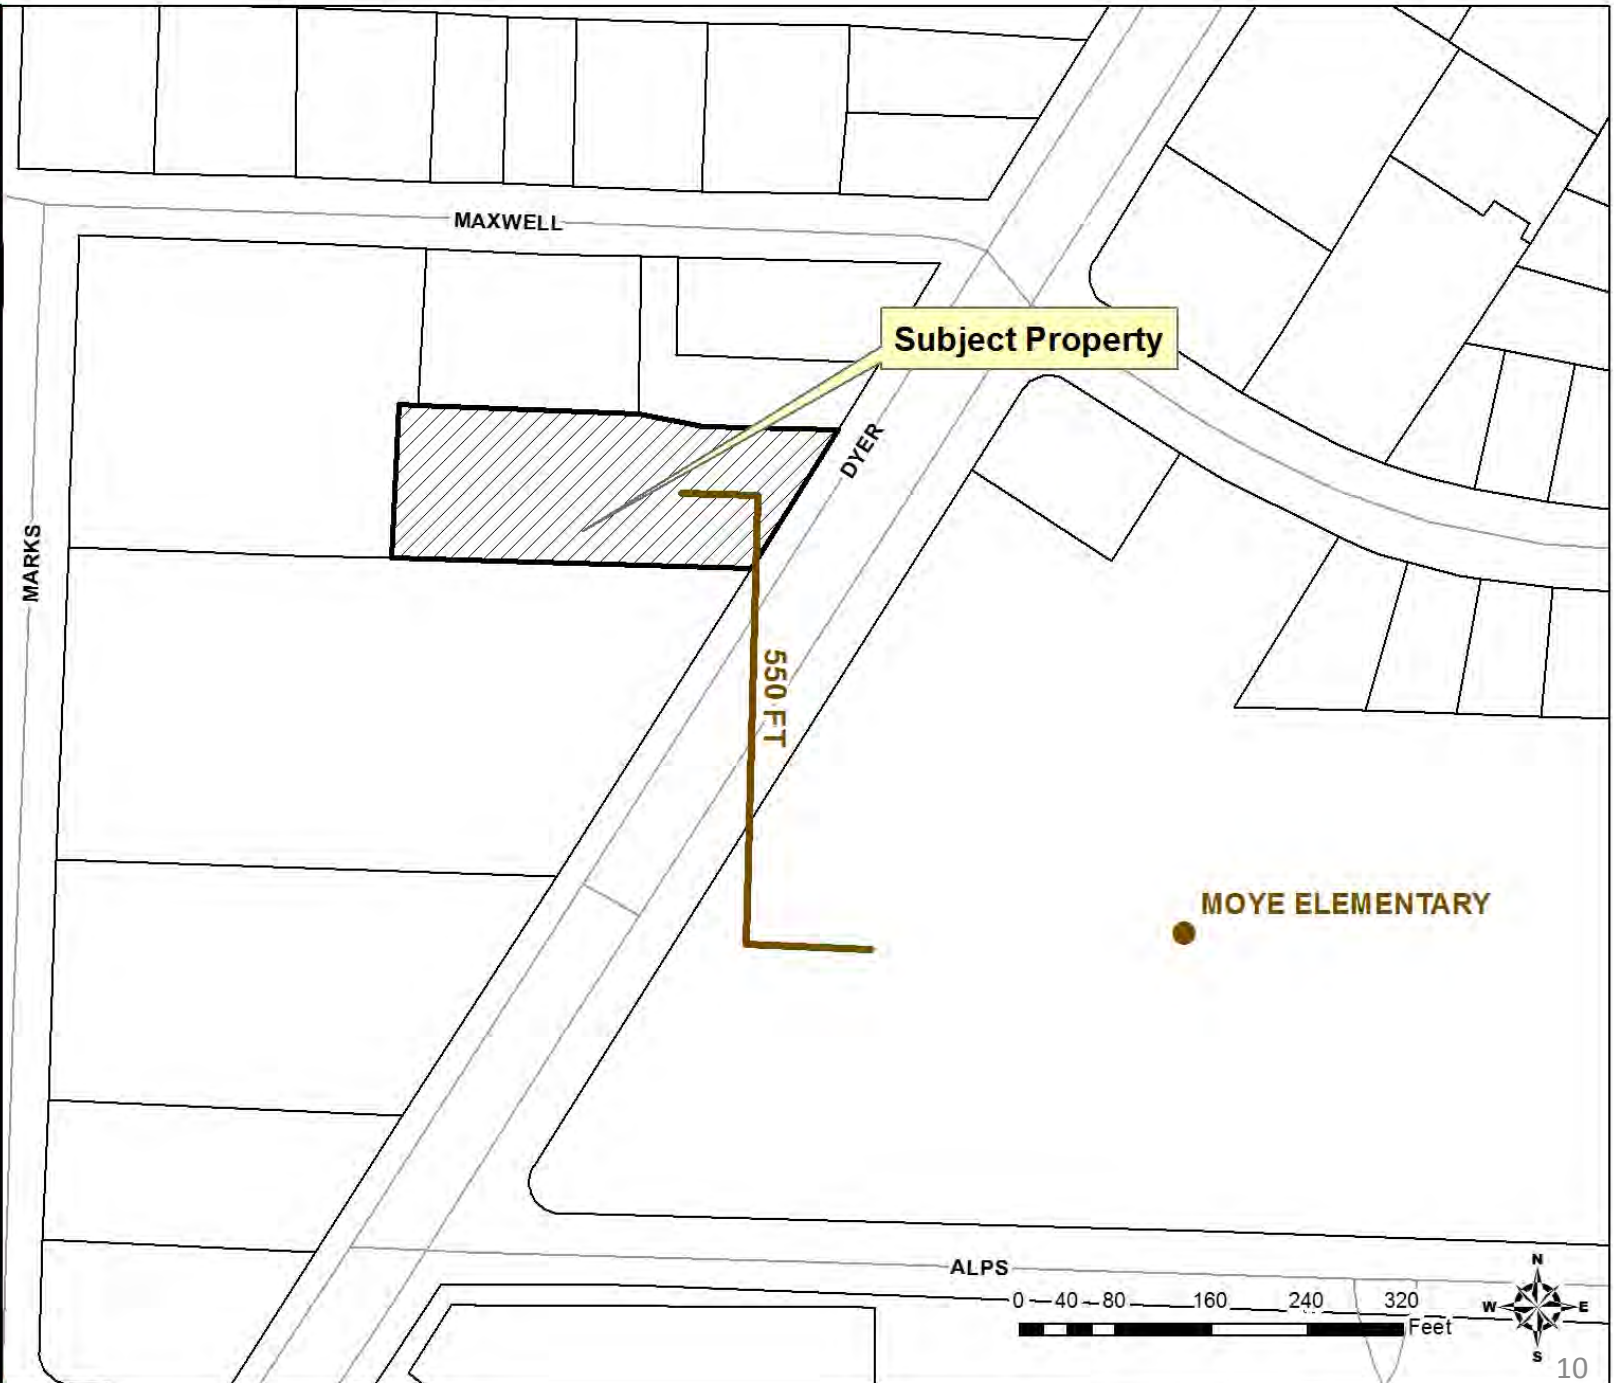 MAXWELL
Subject Property
DYER
MARKS
550 FT
MOYE ELEMENTARY
ALPS
N
0 40 80 160 240 320
W E
Feet
S
10